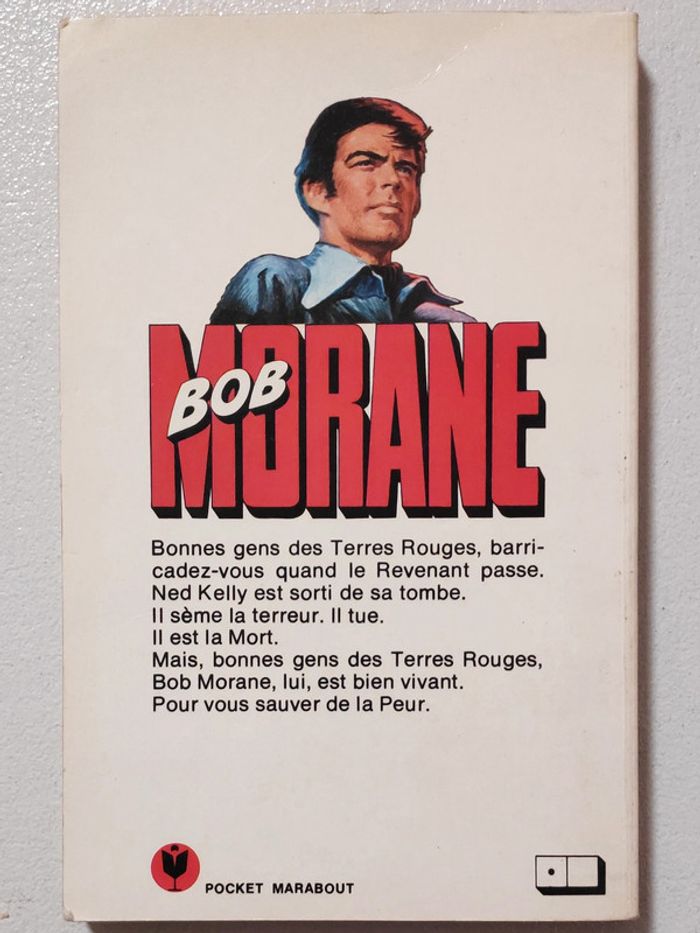 BOB
MORANE
Bonnes gens des Terres Rouges, barri-
cadez-vous quand le Revenant passe.
Ned Kelly est sorti de sa tombe.
Il sème la terreur. Il tue.
Il est la Mort.
Mais, bonnes gens des Terres Rouges,
Bob Morane, lui, est bien vivant.
Pour vous sauver de la Peur.
POCKET MARABOUT